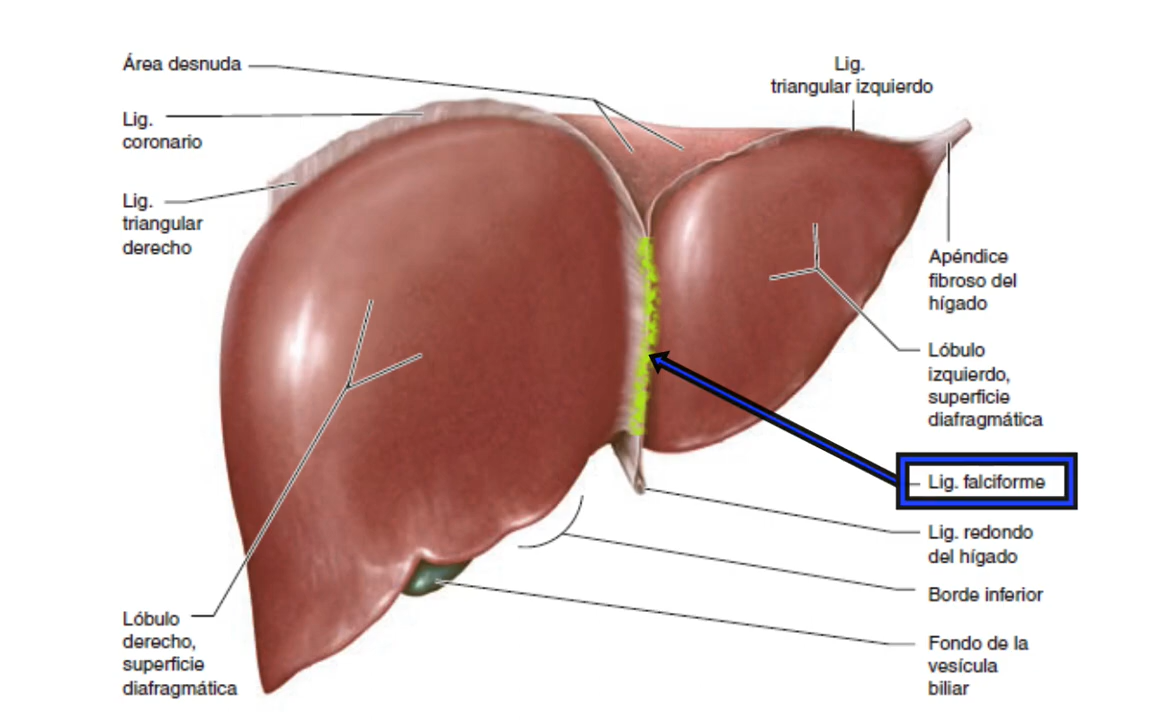 Área desnuda
Lig.
coronario
Lig.
triangular
derecho
Lóbulo
derecho,
superficie
diafragmática
Lig.
triangular izquierdo
Apéndice
fibroso del
hígado
Lóbulo
izquierdo,
superficie
diafragmática
Lig. falciforme
Lig. redondo
del hígado
Borde inferior
Fondo de la
vesícula
biliar